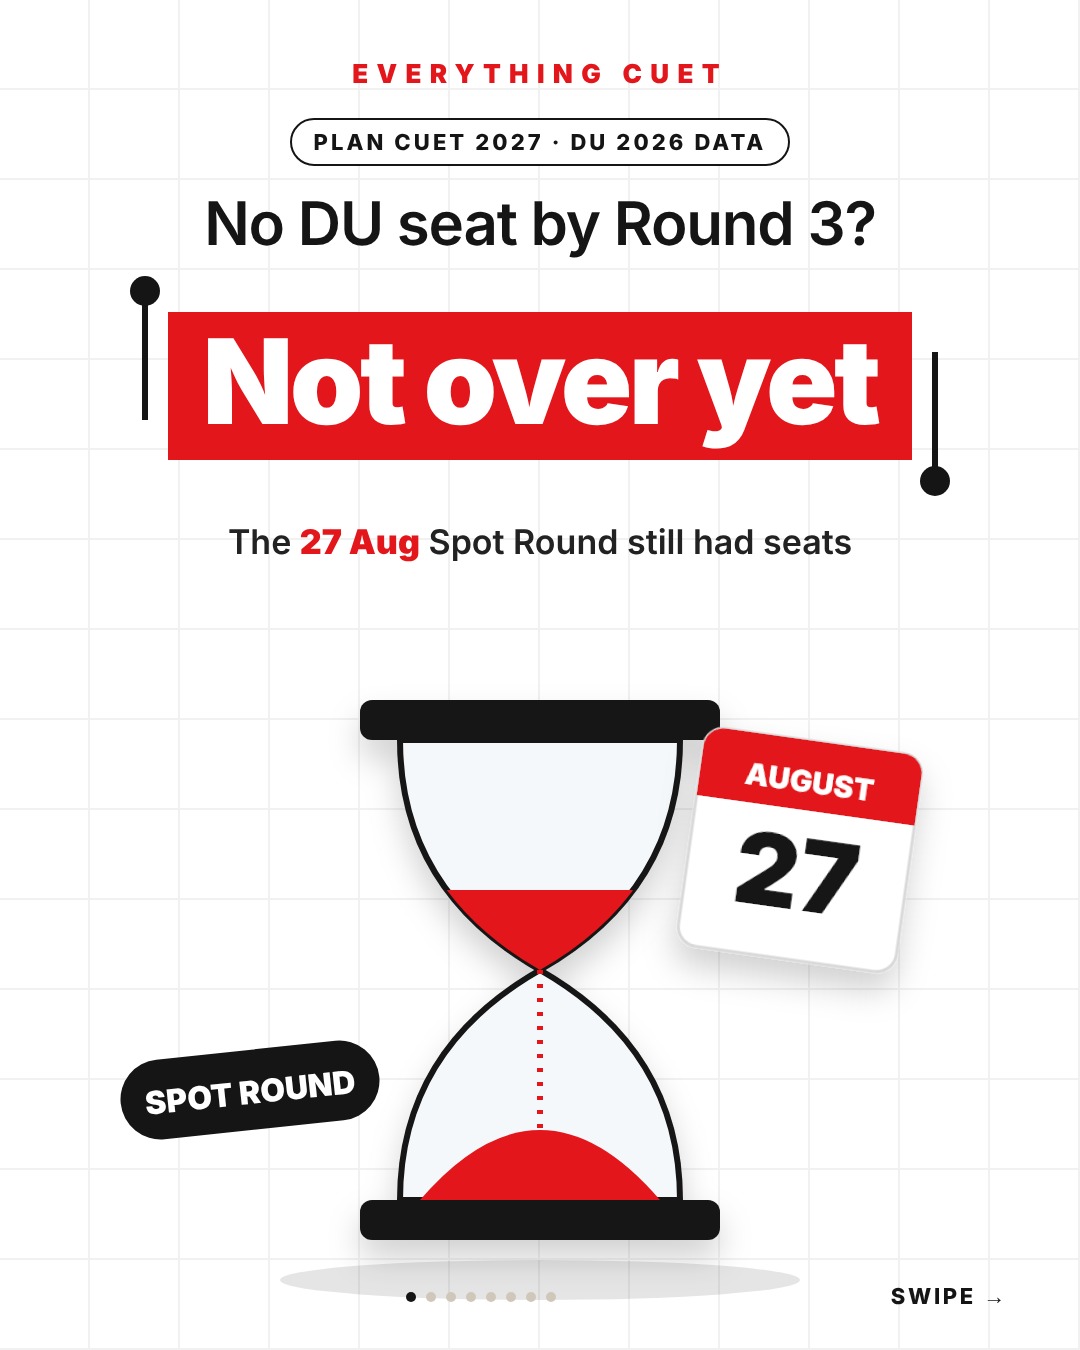 EVERYTHING CUET
PLAN CUET 2027 · DU 2026 DATA
No DU seat by Round 3?
Not over yet
The 27 Aug Spot Round still had seats
AUGUST
27
SPOT ROUND
SWIPE →